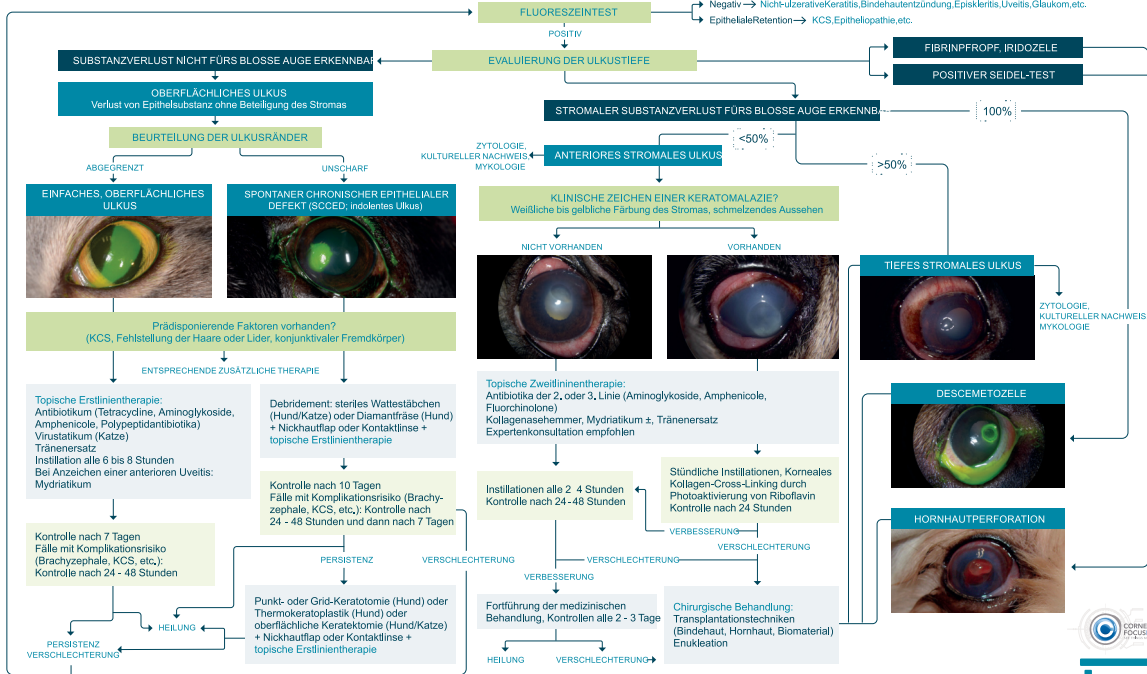 FLUORESZEINTEST
Negativ → Nicht-ulzerativeKeratitis, Bindehautentzündung, Episkleritis, Uveitis, Glaukom, etc.
EpithelialeRetention → KCS, Epitheliopathie, etc.
POSITIV
SUBSTANZVERLUST NICHT FÜRS BLOSSE AUGE ERKENNBAR
EVALUIERUNG DER ULKUSTIEFE
FIBRINPFROPF, IRIDOZELE
POSITIVER SEIDEL-TEST
OBERFLÄCHLICHES ULKUS
Verlust von Epithelsubstanz ohne Beteiligung des Stromas
STROMALER SUBSTANZVERLUST FÜRS BLOSSE AUGE ERKENNBA
100%
<50%
>50%
BEURTEILUNG DER ULKUSRÄNDER
ABGEGRENZT
UNSCHARF
ZYTOLOGIE,
KULTURELLER NACHWEIS,
MYKOLOGIE
ANTERIORES STROMALES ULKUS
EINFACHES, OBERFLÄCHLICHES
ULKUS
SPONTANER CHRONISCHER EPITHELIALER
DEFEKT (SCCED; indolentes Ulkus)
KLINISCHE ZEICHEN EINER KERATOMALAZIE?
Weißliche bis gelbliche Färbung des Stromas, schmelzendes Aussehen
NICHT VORHANDEN
VORHANDEN
TIEFES STROMALES ULKUS
ZYTOLOGIE,
KULTURELLER NACHWEIS
MYKOLOGIE
Prädisponierende Faktoren vorhanden?
(KCS, Fehlstellung der Haare oder Lider, konjunktivaler Fremdkörper)
ENTSPRECHENDE ZUSÄTZLICHE THERAPIE
Topische Erstlinientherapie:
Antibiotikum (Tetracycline, Aminoglykoside,
Amphenicole, Polypeptidantibiotika)
Virustatikum (Katze)
Tränenersatz
Instillation alle 6 bis 8 Stunden
Bei Anzeichen einer anterioren Uveitis:
Mydriatikum
Debridement: steriles Wattestäbchen
(Hund/Katze) oder Diamantfräse (Hund)
+ Nickhautflap oder Kontaktlinse +
topische Erstlinientherapie
Topische Zweitlininentherapie:
Antibiotika der 2. oder 3. Linie (Aminoglykoside, Amphenicole,
Fluorchinolone)
Kollagenasehemmer, Mydriatikum ±, Tränenersatz
Expertenkonsultation empfohlen
DESCEMETOZELE
Kontrolle nach 10 Tagen
Fälle mit Komplikationsrisiko (Brachy-
zephale, KCS, etc.): Kontrolle nach
24 - 48 Stunden und dann nach 7 Tagen
Instillationen alle 2 4 Stunden
Kontrolle nach 24-48 Stunden
Stündliche Instillationen, Korneales
Kollagen-Cross-Linking durch
Photoaktivierung von Riboflavin
Kontrolle nach 24 Stunden
HORNHAUTPERFORATION
Kontrolle nach 7 Tagen
Fälle mit Komplikationsrisiko
(Brachyzephale, KCS, etc.):
Kontrolle nach 24 - 48 Stunden
VERBESSERUNG
VERSCHLECHTERUNG
PERSISTENZ
VERSCHLECHTERUNG
VERSCHLECHTERUNG
VERBESSERUNG
Punkt- oder Grid-Keratotomie (Hund) oder
Thermokeratoplastik (Hund) oder
oberflächliche Keratektomie (Hund/Katze)
+ Nickhautflap oder Kontaktlinse +
topische Erstlinientherapie
Fortführung der medizinischen
Behandlung, Kontrollen alle 2 - 3 Tage
Chirurgische Behandlung:
Transplantationstechniken
(Bindehaut, Hornhaut, Biomaterial)
Enukleation
HEILUNG
PERSISTENZ
VERSCHLECHTERUNG
HEILUNG
VERSCHLECHTERUNG
CORNE
FOCUS